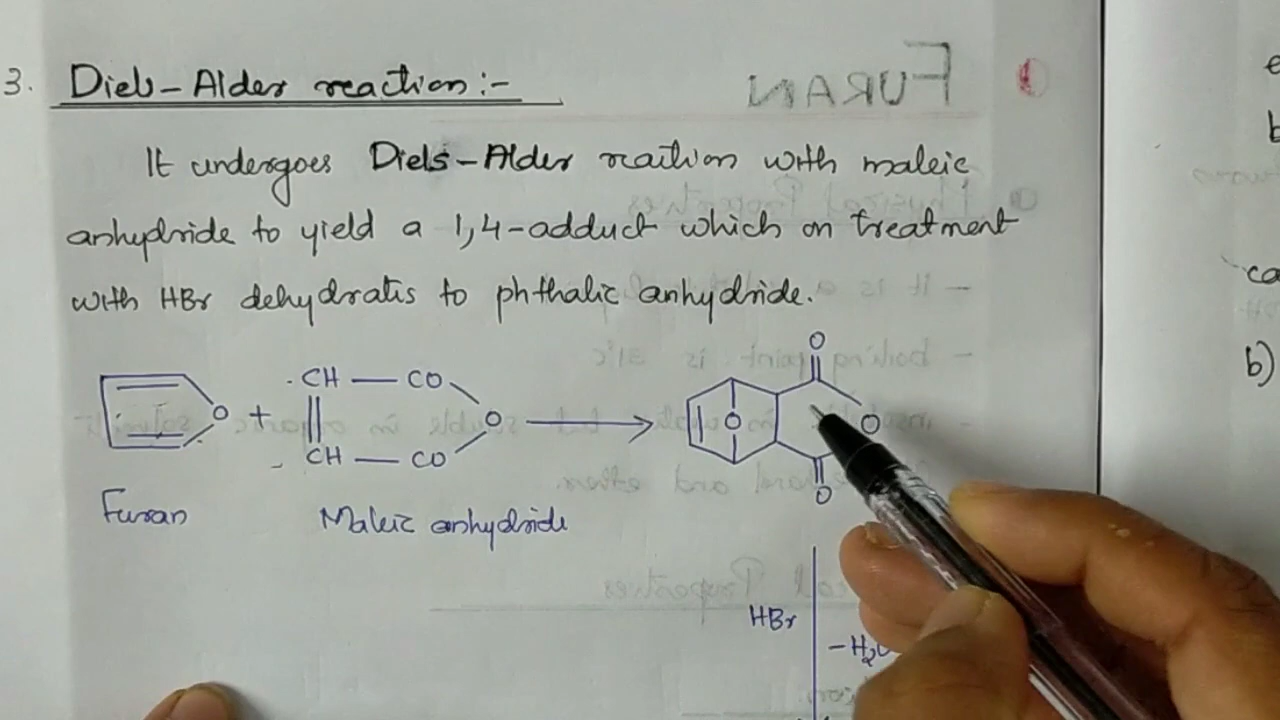 3. Diels-Alder reaction:-
FURAN
It undergoes Diels-Alder reaction with maleic
anhydride to yield a 1,4-adduct which on treatment
with HBr dehydratis to phthalic anhydride.
O
CH — CO
O + || O
CH — CO
O
O
O
Furan
Maleic anhydride
HBr
-H₂O
b)